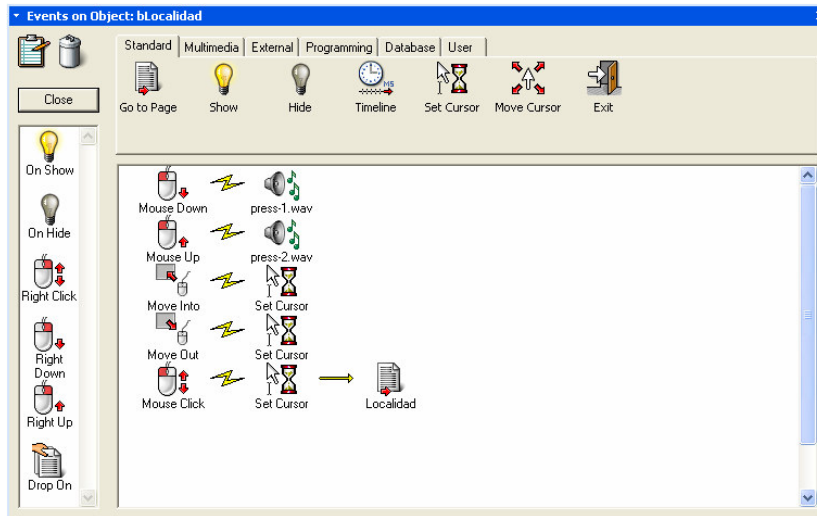 Events on Object: bLocalidad
Standard Multimedia External Programming Database User
Close
Go to Page Show Hide Timeline Set Cursor Move Cursor Exit
MS
On Show
On Hide
Right Click
Right
Down
Right Up
Drop On
Mouse Down press-1.wav
Mouse Up press-2.wav
Move Into Set Cursor
Move Out Set Cursor
Mouse Click Set Cursor Localidad